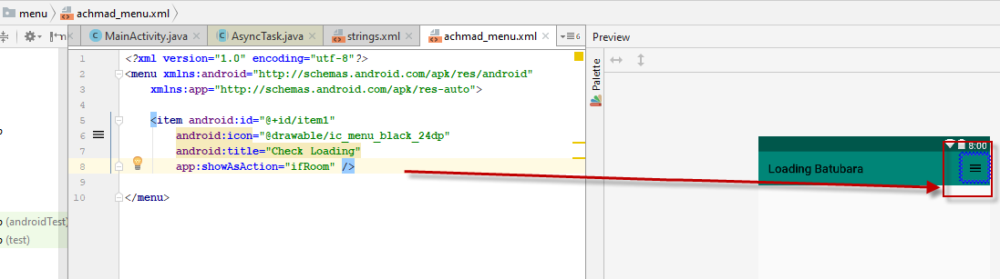 menu achmad_menu.xml
MainActivity.java AsyncTask.java strings.xml achmad_menu.xml 6 Preview
1 <?xml version="1.0" encoding="utf-8"?>
2 <menu xmlns:android="http://schemas.android.com/apk/res/android"
3 xmlns:app="http://schemas.android.com/apk/res-auto">
4
5 <item android:id="@+id/item1"
6 android:icon="@drawable/ic_menu_black_24dp"
7 android:title="Check Loading"
8 app:showAsAction="ifRoom" />
9
10 </menu>
Palette
8:00
Loading Batubara
(androidTest)
(test)